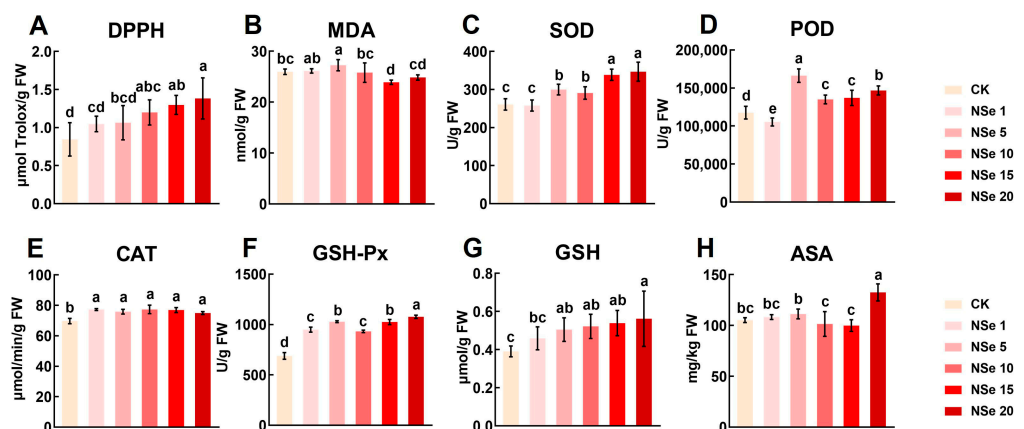 A DPPH
μmol Trolox/g FW
2.0
1.5
1.0
0.5
0.0
d cd bcd abc ab a
B MDA
nmol/g FW
30
20
10
0
bc ab a bc d cd
C SOD
U/g FW
400
300
200
100
0
c c b b a a
D POD
U/g FW
200,000
150,000
100,000
50,000
0
d e a c c b
CK
NSe 1
NSe 5
NSe 10
NSe 15
NSe 20
E CAT
μmol/min/g FW
100
80
60
40
20
0
b a a a a a
F GSH-Px
U/g FW
1500
1000
500
0
d c b c b a
G GSH
μmol/g FW
0.8
0.6
0.4
0.2
0.0
c bc ab ab ab a
H ASA
mg/kg FW
150
100
50
0
bc bc b c c a
CK
NSe 1
NSe 5
NSe 10
NSe 15
NSe 20